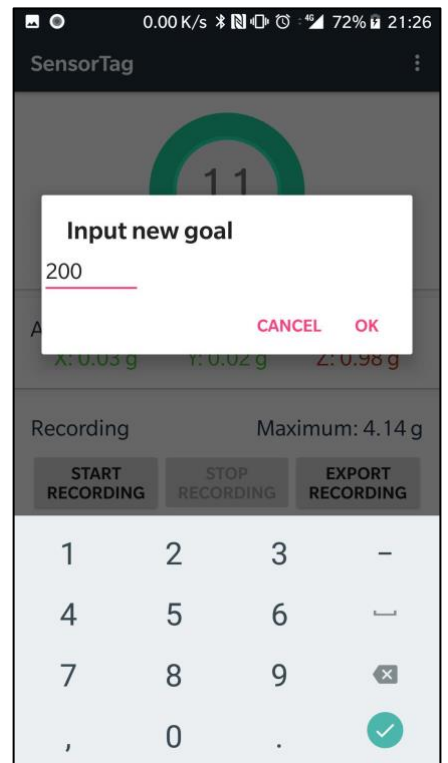 0.00 K/s 4G 72% 21:26
SensorTag
11
Input new goal
200
CANCEL OK
A
X: 0.03 g Y: 0.02 g Z: 0.98 g
Recording Maximum: 4.14 g
START RECORDING STOP RECORDING EXPORT RECORDING
1 2 3 -
4 5 6
7 8 9
, 0 .